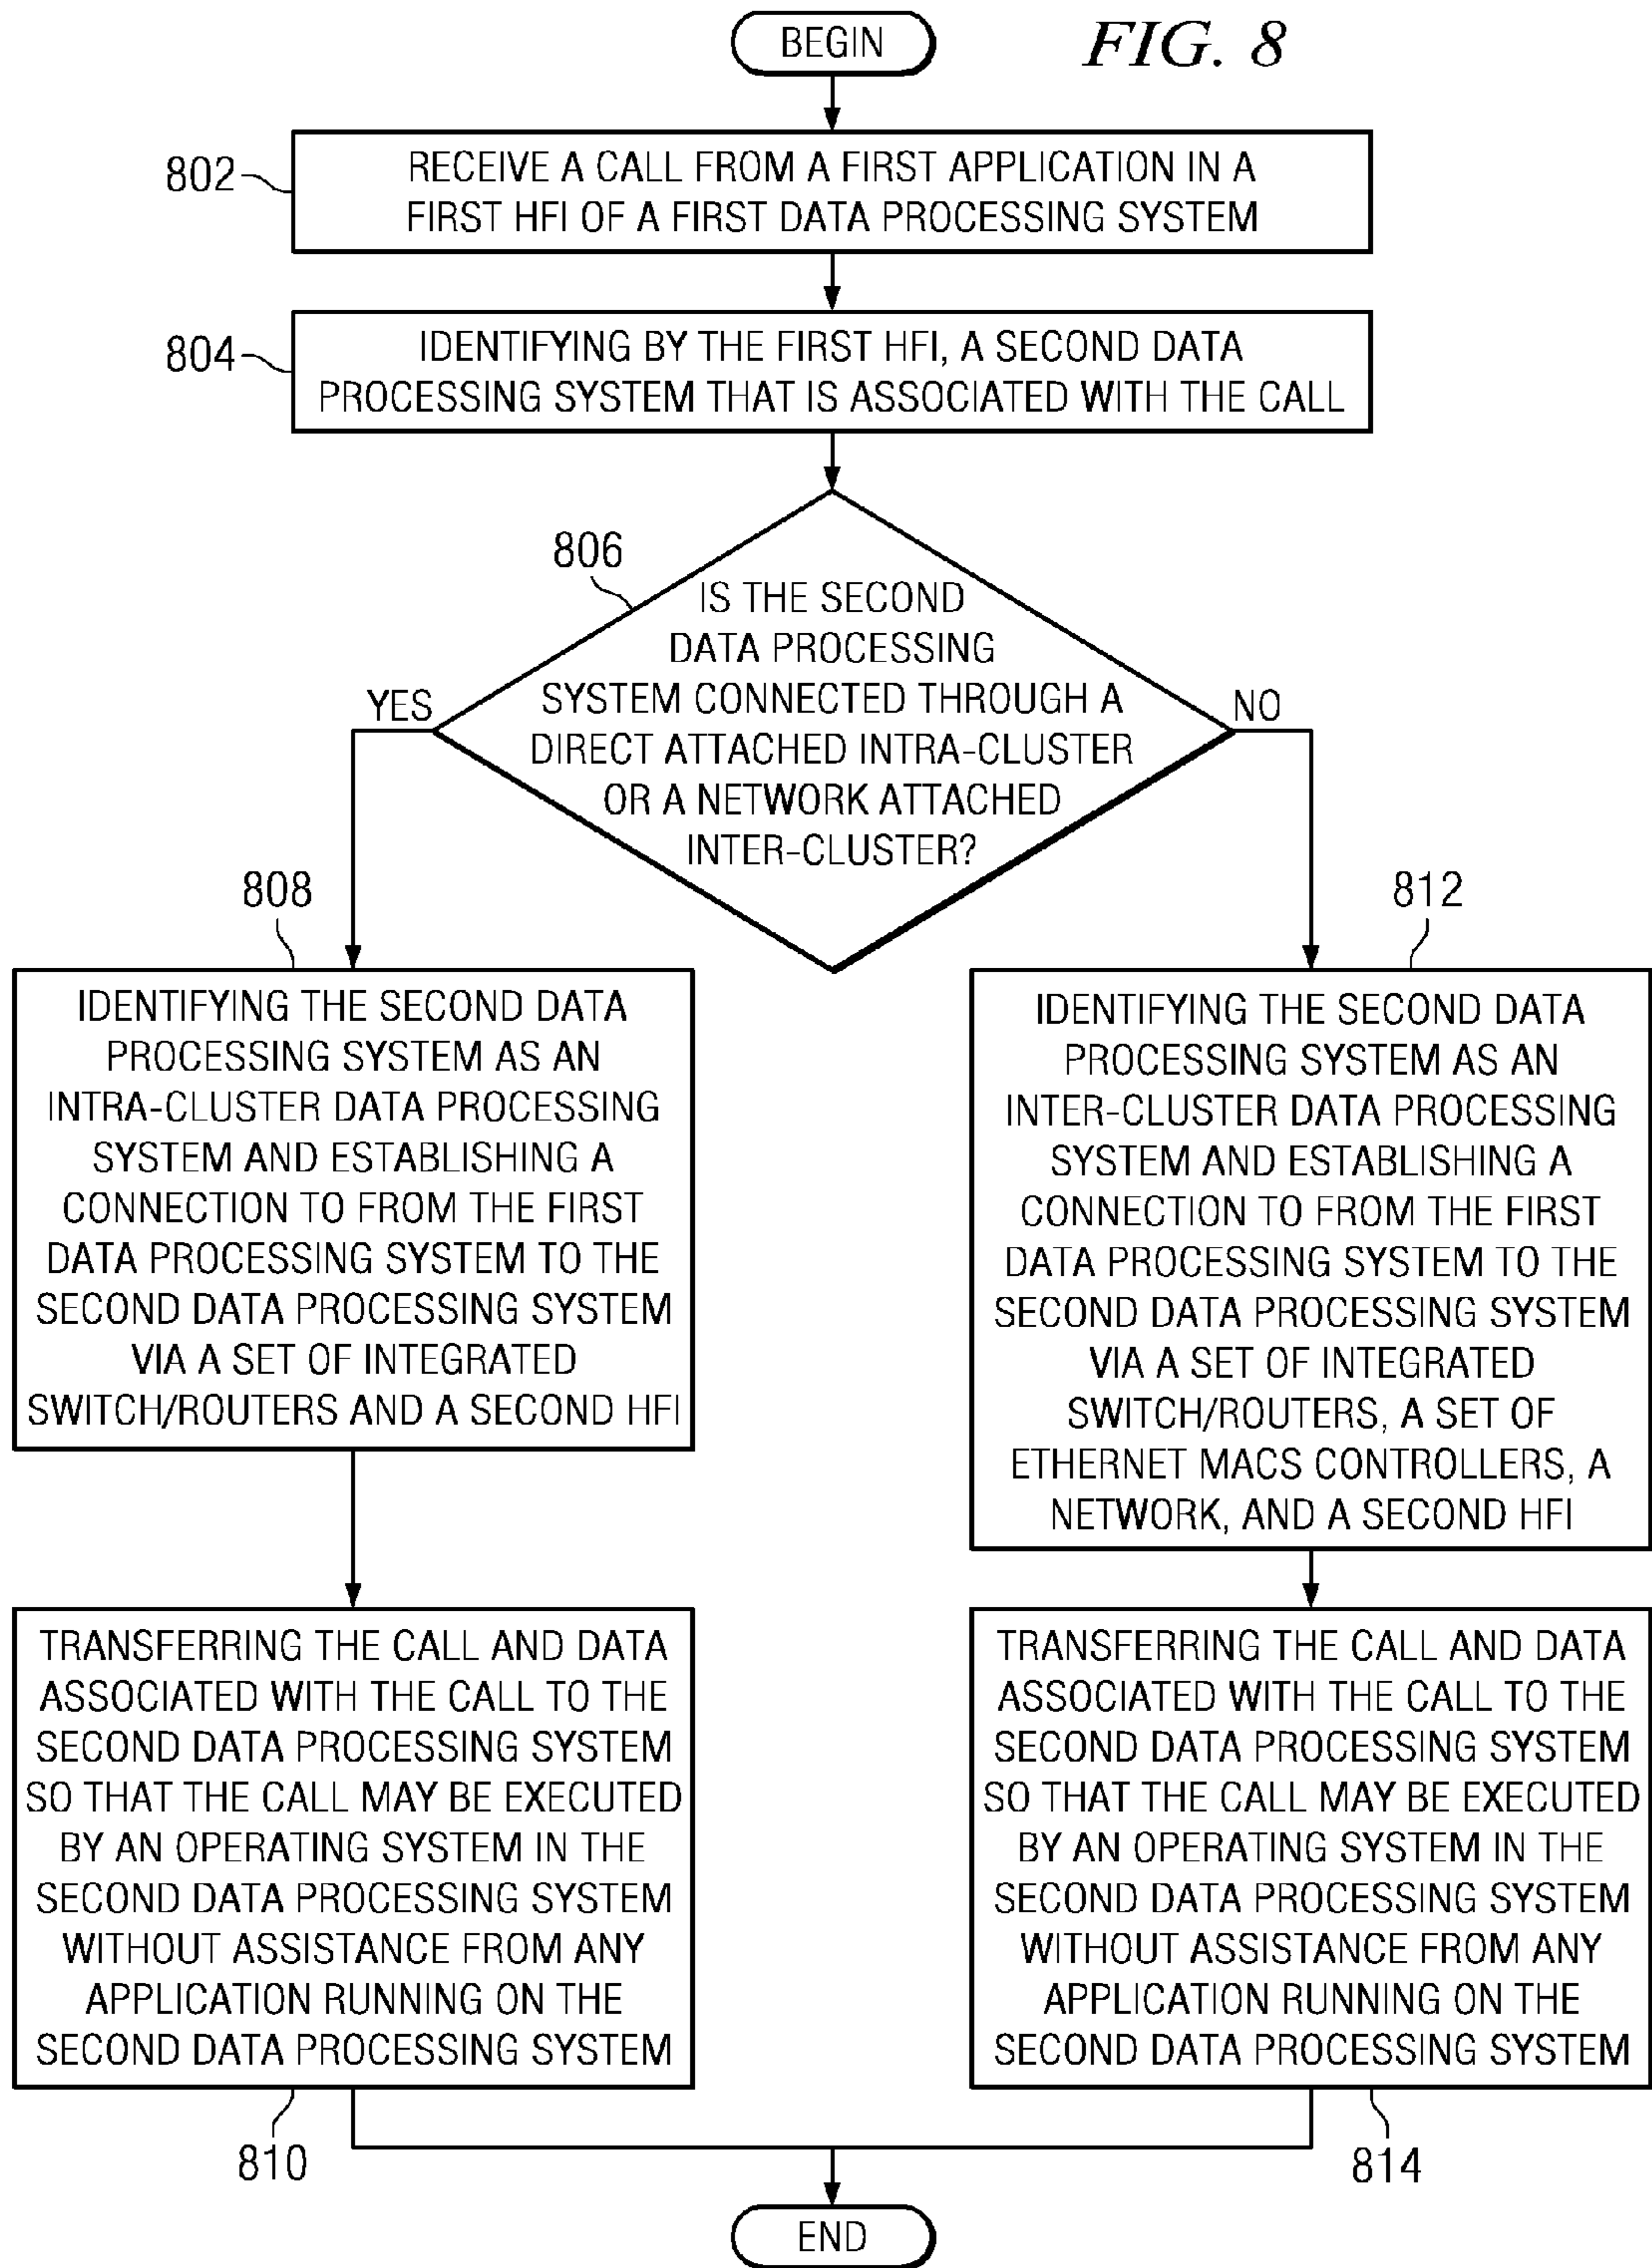 BEGIN
FIG. 8
802
RECEIVE A CALL FROM A FIRST APPLICATION IN A
FIRST HFI OF A FIRST DATA PROCESSING SYSTEM
804
IDENTIFYING BY THE FIRST HFI, A SECOND DATA
PROCESSING SYSTEM THAT IS ASSOCIATED WITH THE CALL
806
IS THE SECOND
DATA PROCESSING
SYSTEM CONNECTED THROUGH A
DIRECT ATTACHED INTRA-CLUSTER
OR A NETWORK ATTACHED
INTER-CLUSTER?
YES
NO
808
IDENTIFYING THE SECOND DATA
PROCESSING SYSTEM AS AN
INTRA-CLUSTER DATA PROCESSING
SYSTEM AND ESTABLISHING A
CONNECTION TO FROM THE FIRST
DATA PROCESSING SYSTEM TO THE
SECOND DATA PROCESSING SYSTEM
VIA A SET OF INTEGRATED
SWITCH/ROUTERS AND A SECOND HFI
812
IDENTIFYING THE SECOND DATA
PROCESSING SYSTEM AS AN
INTER-CLUSTER DATA PROCESSING
SYSTEM AND ESTABLISHING A
CONNECTION TO FROM THE FIRST
DATA PROCESSING SYSTEM TO THE
SECOND DATA PROCESSING SYSTEM
VIA A SET OF INTEGRATED
SWITCH/ROUTERS, A SET OF
ETHERNET MACS CONTROLLERS, A
NETWORK, AND A SECOND HFI
TRANSFERRING THE CALL AND DATA
ASSOCIATED WITH THE CALL TO THE
SECOND DATA PROCESSING SYSTEM
SO THAT THE CALL MAY BE EXECUTED
BY AN OPERATING SYSTEM IN THE
SECOND DATA PROCESSING SYSTEM
WITHOUT ASSISTANCE FROM ANY
APPLICATION RUNNING ON THE
SECOND DATA PROCESSING SYSTEM
810
TRANSFERRING THE CALL AND DATA
ASSOCIATED WITH THE CALL TO THE
SECOND DATA PROCESSING SYSTEM
SO THAT THE CALL MAY BE EXECUTED
BY AN OPERATING SYSTEM IN THE
SECOND DATA PROCESSING SYSTEM
WITHOUT ASSISTANCE FROM ANY
APPLICATION RUNNING ON THE
SECOND DATA PROCESSING SYSTEM
814
END